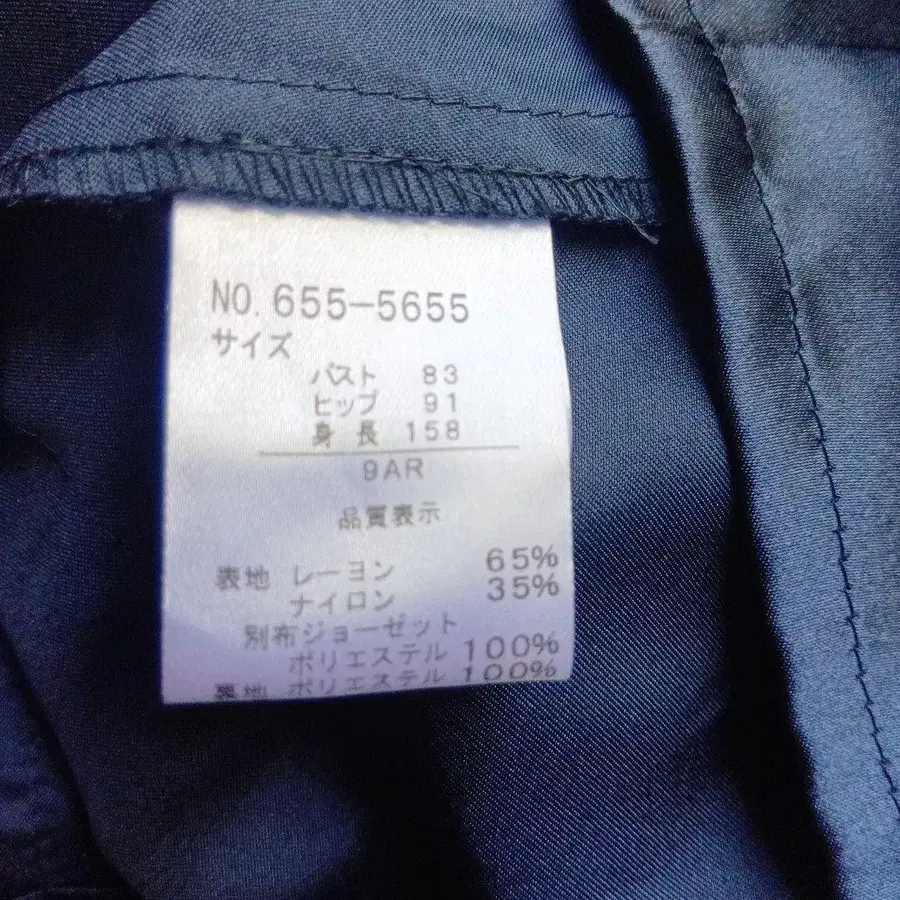 NO. 655-5655
サイズ
バスト 83
ヒップ 91
身長 158
9AR
品質表示
表地 レーヨン 65%
ナイロン 35%
別布ジョーゼット
ポリエステル 100%
裏地 ポリエステル 100%